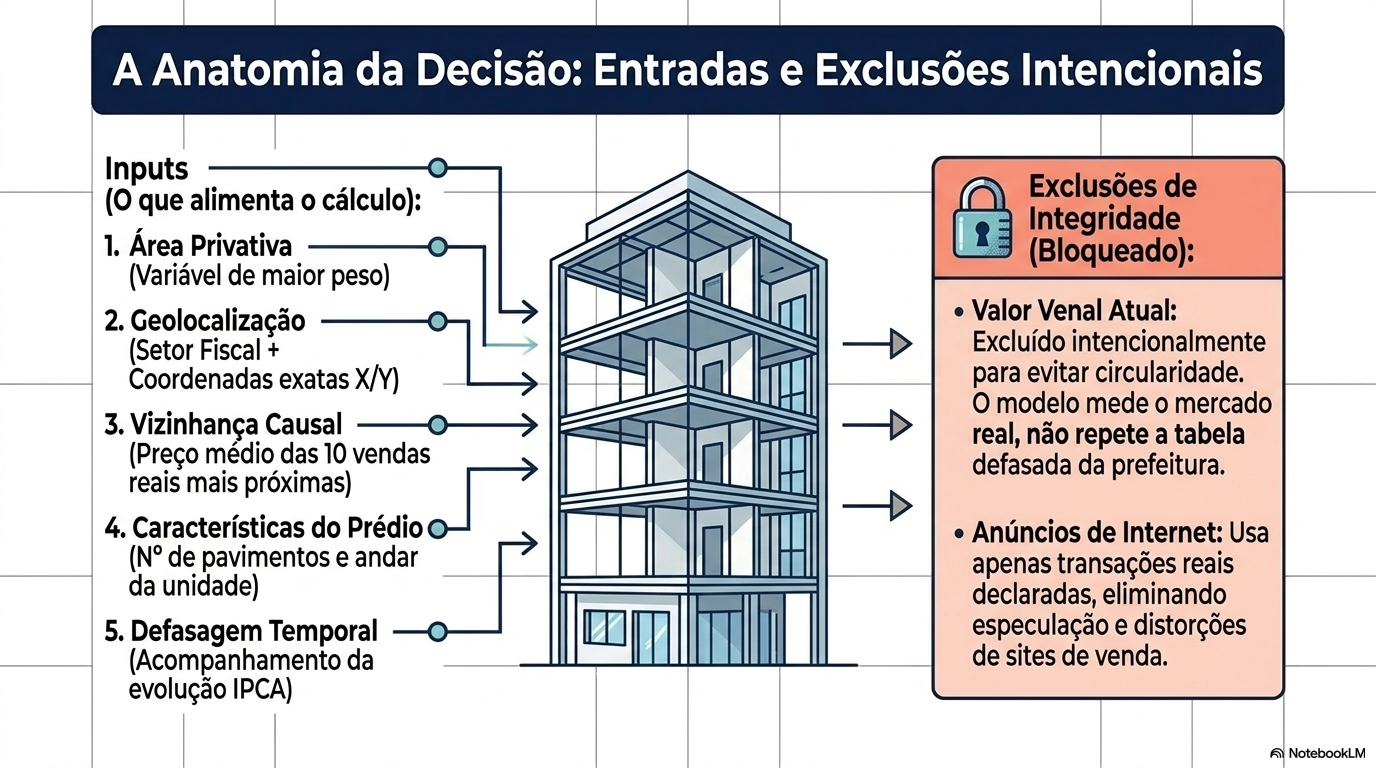 A Anatomia da Decisão: Entradas e Exclusões Intencionais
Inputs
(O que alimenta o cálculo):
1. Área Privativa
(Variável de maior peso)
2. Geolocalização
(Setor Fiscal +
Coordenadas exatas X/Y)
3. Vizinhança Causal
(Preço médio das 10 vendas
reais mais próximas)
4. Características do Prédio
(Nº de pavimentos e andar
da unidade)
5. Defasagem Temporal
(Acompanhamento da
evolução IPCA)
Exclusões de
Integridade
(Bloqueado):
• Valor Venal Atual:
Excluído intencionalmente
para evitar circularidade.
O modelo mede o mercado
real, não repete a tabela
defasada da prefeitura.
• Anúncios de Internet: Usa
apenas transações reais
declaradas, eliminando
especulação e distorções
de sites de venda.
NotebookLM